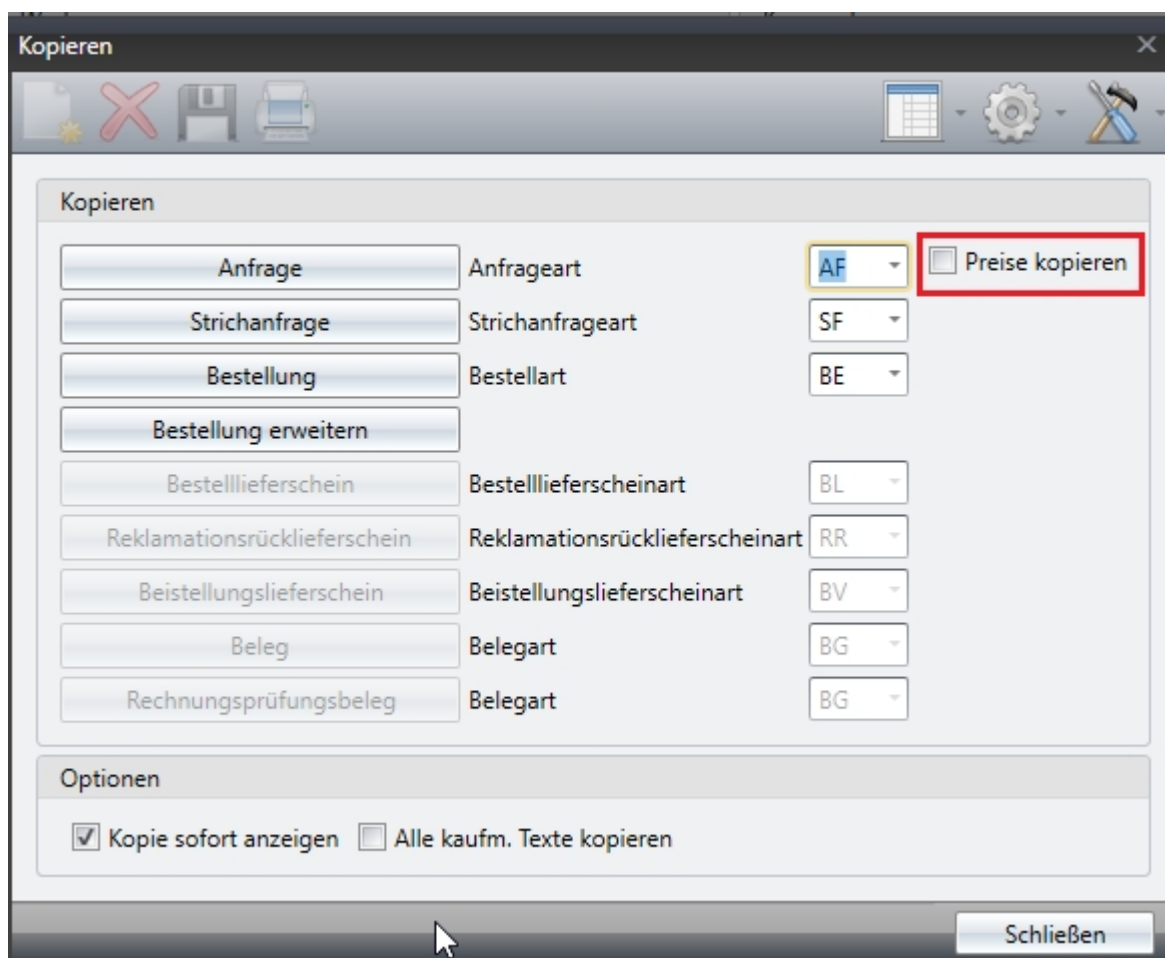 Kopieren
Kopieren
Anfrage Anfrageart AF Preise kopieren
Strichanfrage Strichanfrageart SF
Bestellung Bestellart BE
Bestellung erweitern
Bestelllieferschein Bestelllieferscheinart BL
Reklamationsrücklieferschein Reklamationsrücklieferscheinart RR
Beistellungslieferschein Beistellungslieferscheinart BV
Beleg Belegart BG
Rechnungsprüfungsbeleg Belegart BG
Optionen
Kopie sofort anzeigen Alle kaufm. Texte kopieren
Schließen